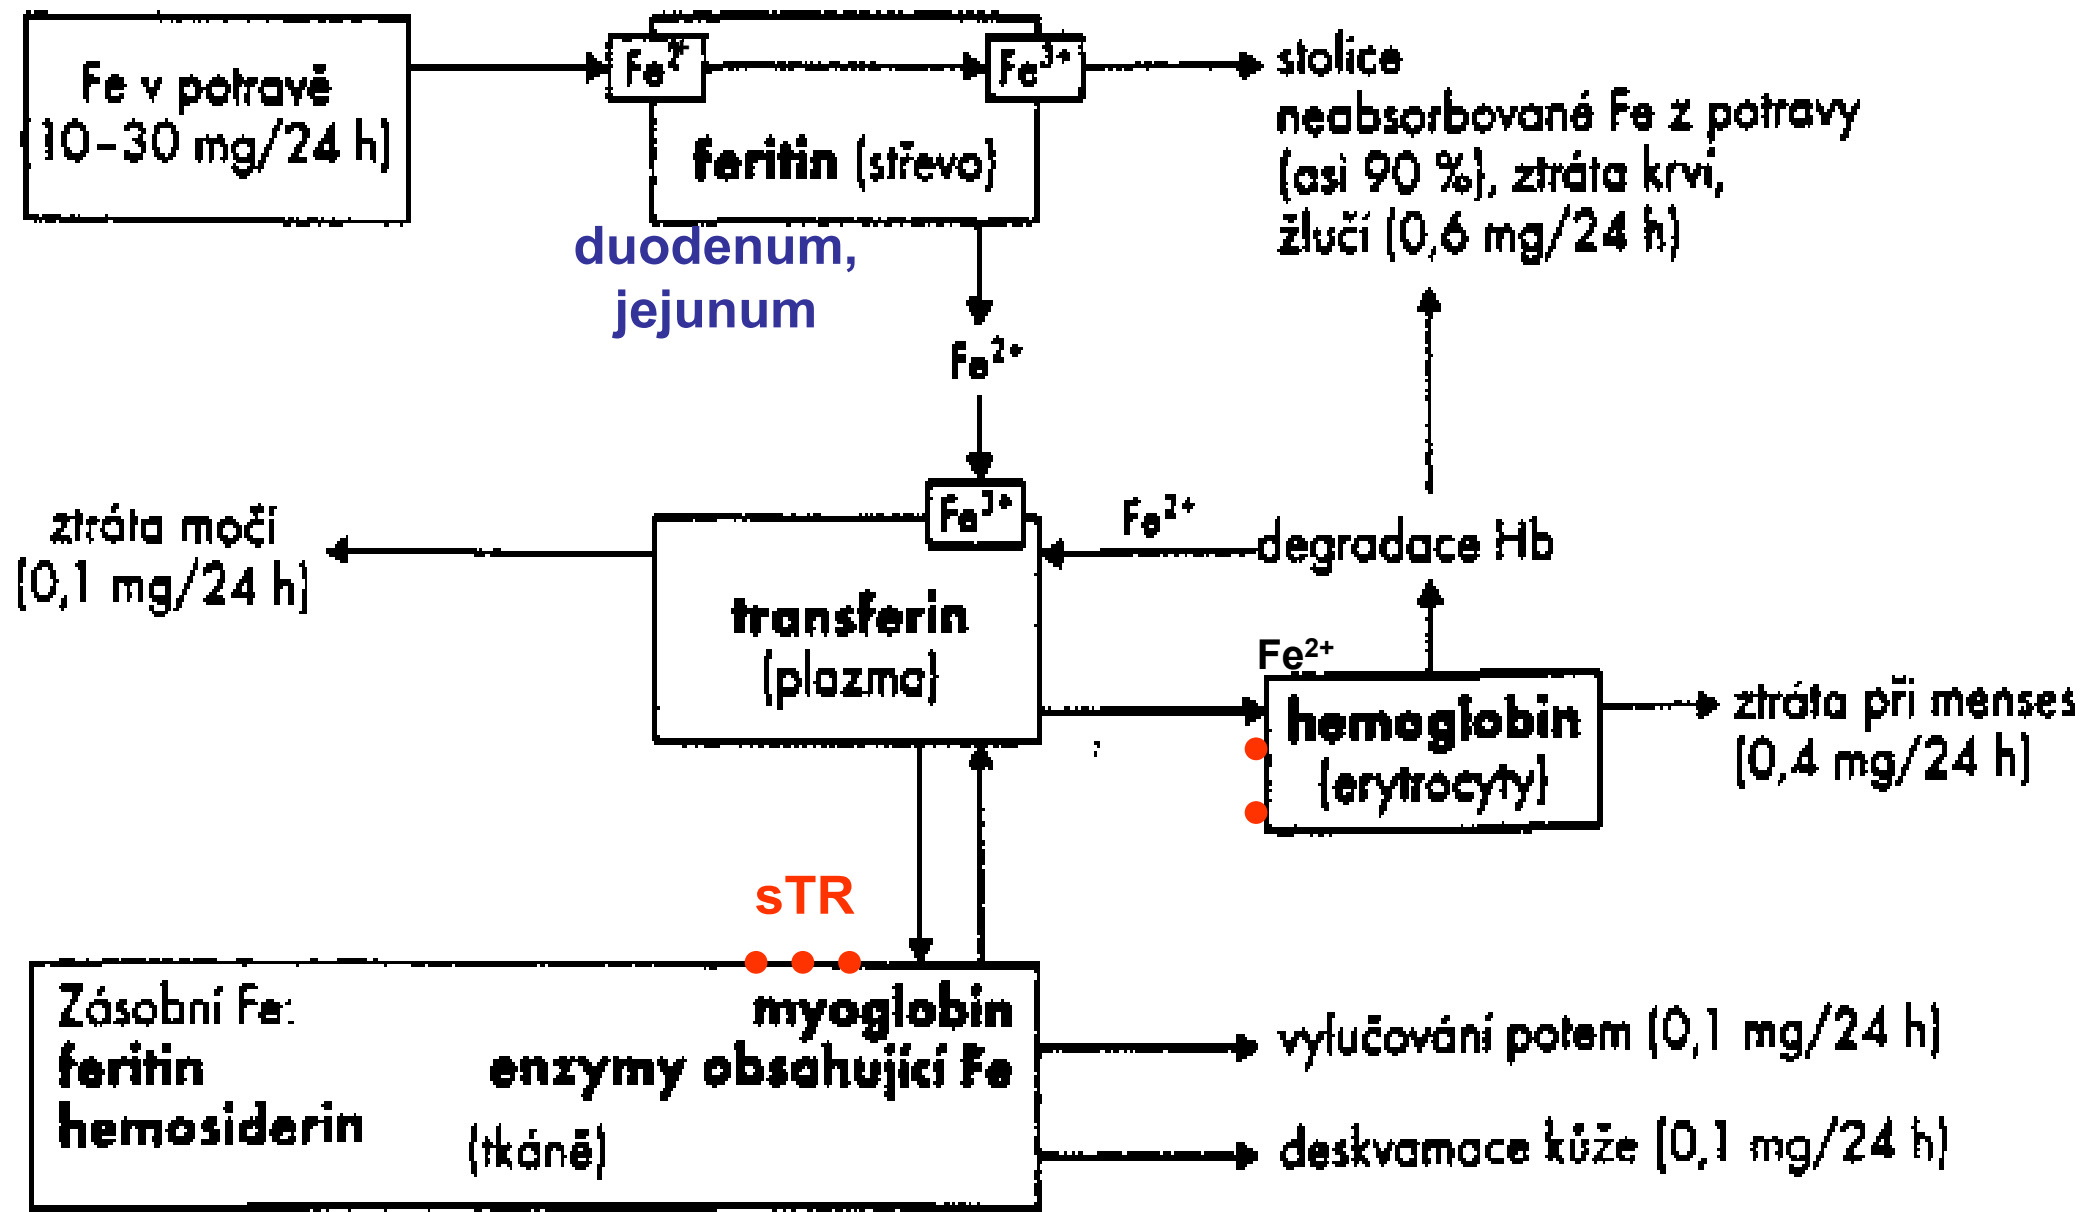 Fe v potravě
(10–30 mg/24 h)
Fe²⁺
Fe³⁺
feritin (střevo)
stolice
neabsorbované Fe z potravy
(asi 90 %), ztráta krví,
žlučí (0,6 mg/24 h)
duodenum,
jejunum
Fe²⁺
Fe³⁺
Fe²⁺
degradace Hb
ztráta močí
(0,1 mg/24 h)
transferin
(plazma)
Fe²⁺
hemoglobin
(erytrocyty)
ztráta při menses
(0,4 mg/24 h)
sTR
Zásobní Fe:
feritin
hemosiderin
myoglobin
enzymy obsahující Fe
(tkáně)
vylučování potem (0,1 mg/24 h)
deskvamace kůže (0,1 mg/24 h)